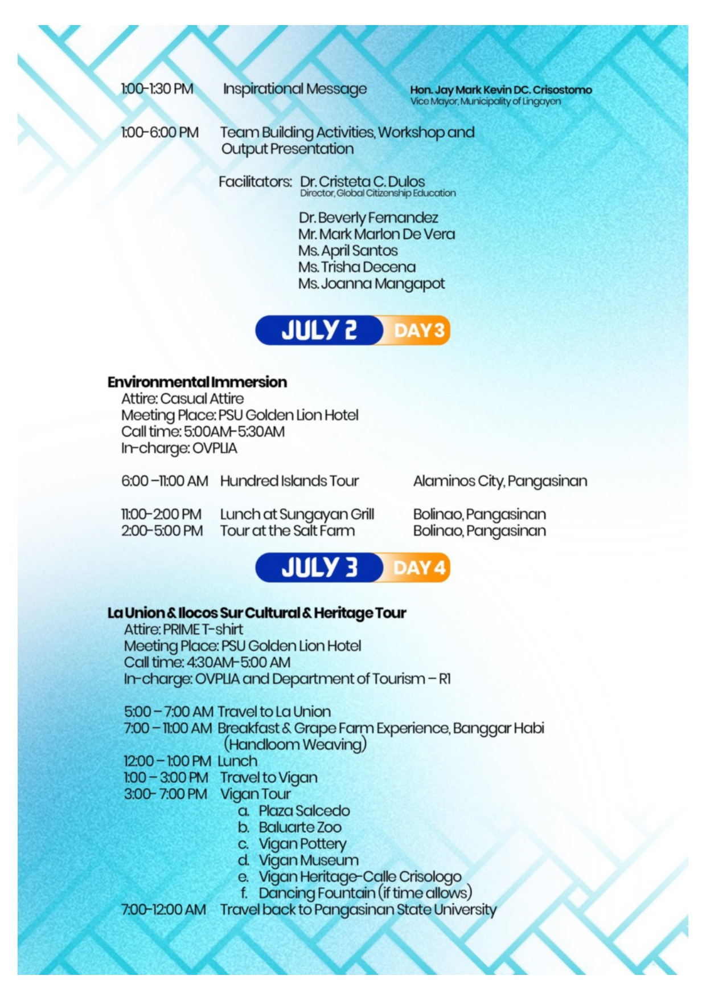 1:00-1:30 PM Inspirational Message Hon. Jay Mark Kevin DC. Crisostomo
Vice Mayor, Municipality of Lingayen
1:00-6:00 PM Team Building Activities, Workshop and
Output Presentation
Facilitators: Dr. Cristeta C. Dulos
Director, Global Citizenship Education
Dr. Beverly Fernandez
Mr. Mark Marlon De Vera
Ms. April Santos
Ms. Trisha Decena
Ms. Joanna Mangapot
JULY 2 DAY 3
Environmental Immersion
Attire: Casual Attire
Meeting Place: PSU Golden Lion Hotel
Call time: 5:00AM-5:30AM
In-charge: OVPLIA
6:00 –11:00 AM Hundred Islands Tour Alaminos City, Pangasinan
11:00-2:00 PM Lunch at Sungayan Grill Bolinao, Pangasinan
2:00-5:00 PM Tour at the Salt Farm Bolinao, Pangasinan
JULY 3 DAY 4
La Union & Ilocos Sur Cultural & Heritage Tour
Attire: PRIME T-shirt
Meeting Place: PSU Golden Lion Hotel
Call time: 4:30AM-5:00 AM
In-charge: OVPLIA and Department of Tourism – R1
5:00 – 7:00 AM Travel to La Union
7:00 – 11:00 AM Breakfast & Grape Farm Experience, Banggar Habi
(Handloom Weaving)
12:00 – 1:00 PM Lunch
1:00 – 3:00 PM Travel to Vigan
3:00- 7:00 PM Vigan Tour
a. Plaza Salcedo
b. Baluarte Zoo
c. Vigan Pottery
d. Vigan Museum
e. Vigan Heritage-Calle Crisologo
f. Dancing Fountain (if time allows)
7:00-12:00 AM Travel back to Pangasinan State University